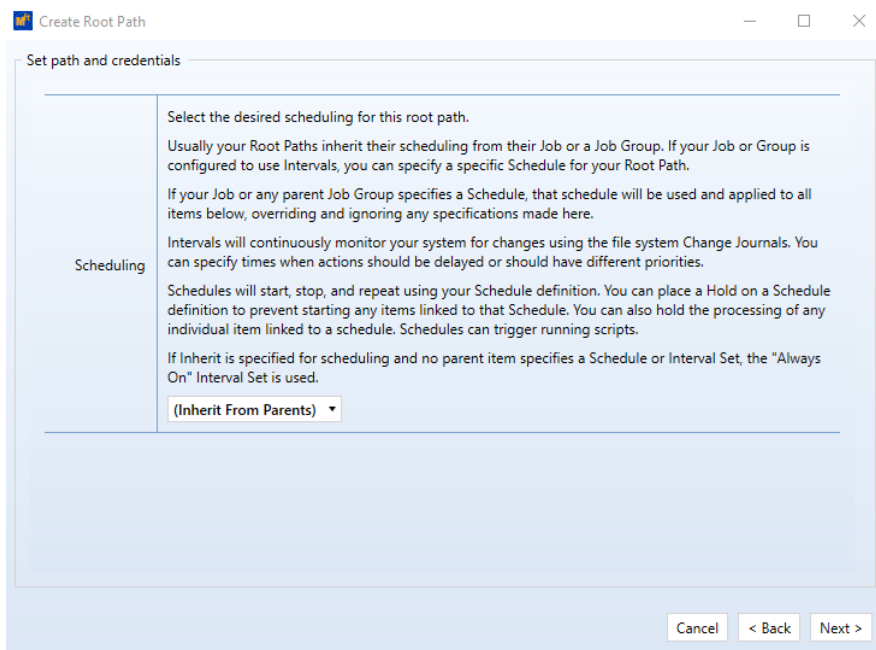 Create Root Path
Set path and credentials
Scheduling
Select the desired scheduling for this root path.
Usually your Root Paths inherit their scheduling from their Job or a Job Group. If your Job or Group is
configured to use Intervals, you can specify a specific Schedule for your Root Path.
If your Job or any parent Job Group specifies a Schedule, that schedule will be used and applied to all
items below, overriding and ignoring any specifications made here.
Intervals will continuously monitor your system for changes using the file system Change Journals. You
can specify times when actions should be delayed or should have different priorities.
Schedules will start, stop, and repeat using your Schedule definition. You can place a Hold on a Schedule
definition to prevent starting any items linked to that Schedule. You can also hold the processing of any
individual item linked to a schedule. Schedules can trigger running scripts.
If Inherit is specified for scheduling and no parent item specifies a Schedule or Interval Set, the "Always
On" Interval Set is used.
(Inherit From Parents)
Cancel
< Back
Next >